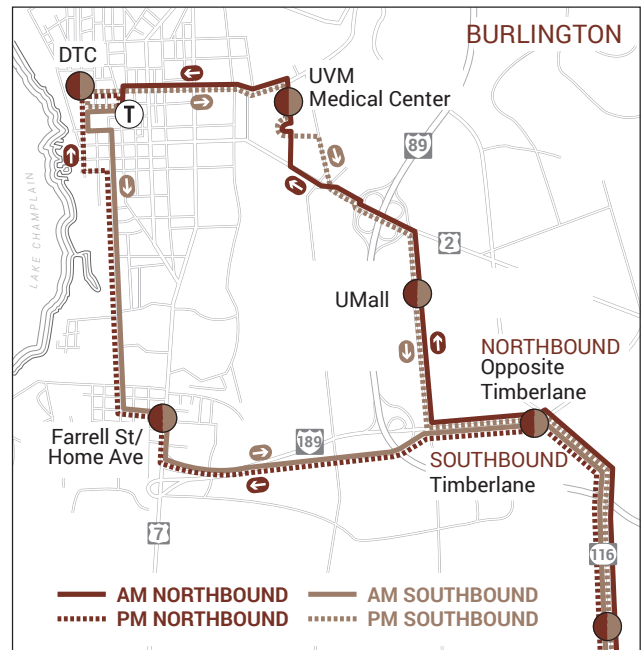 BURLINGTON
DTC
UVM
Medical Center
T
89
LAKE CHAMPLAIN
2
UMall
NORTHBOUND
Opposite
Timberlane
Farrell St/
Home Ave
189
SOUTHBOUND
Timberlane
7
116
AM NORTHBOUND
AM SOUTHBOUND
PM NORTHBOUND
PM SOUTHBOUND